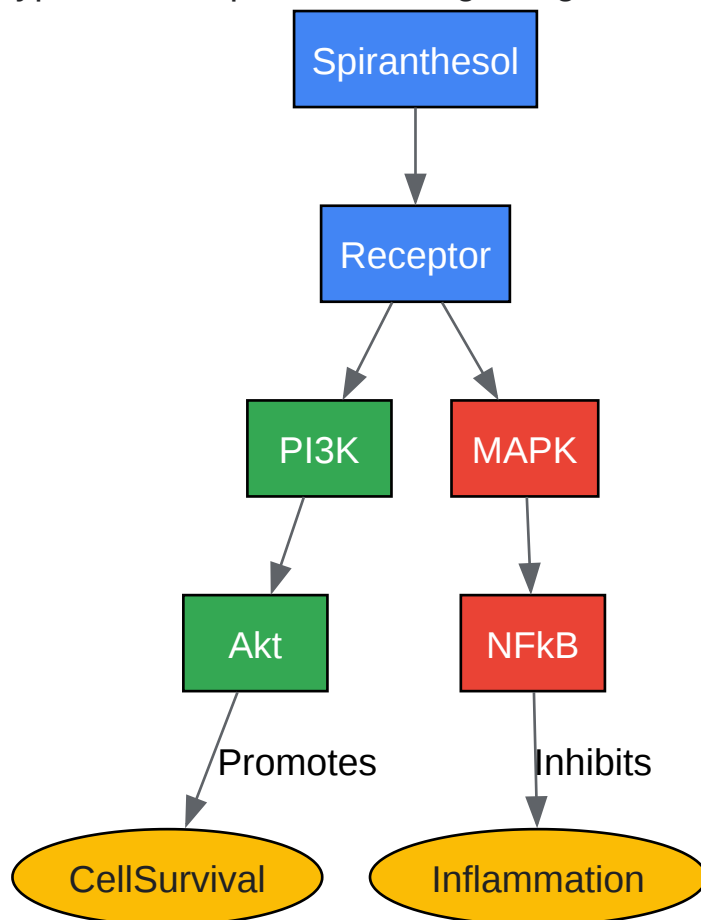 Spiranthesol
Receptor
PI3K MAPK
Akt NFkB
Promotes Inhibits
CellSurvival Inflammation